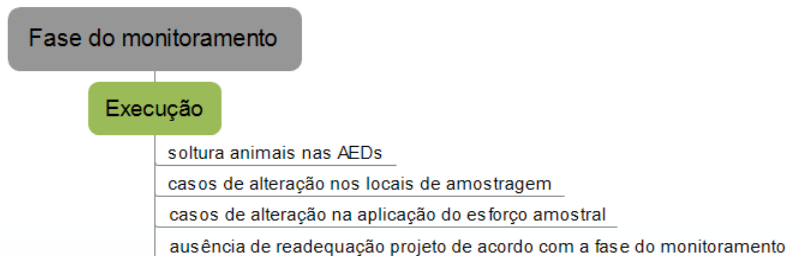 Fase do monitoramento
Execução
soltura animais nas AEDs
casos de alteração nos locais de amostragem
casos de alteração na aplicação do esforço amostral
ausência de readequação projeto de acordo com a fase do monitoramento